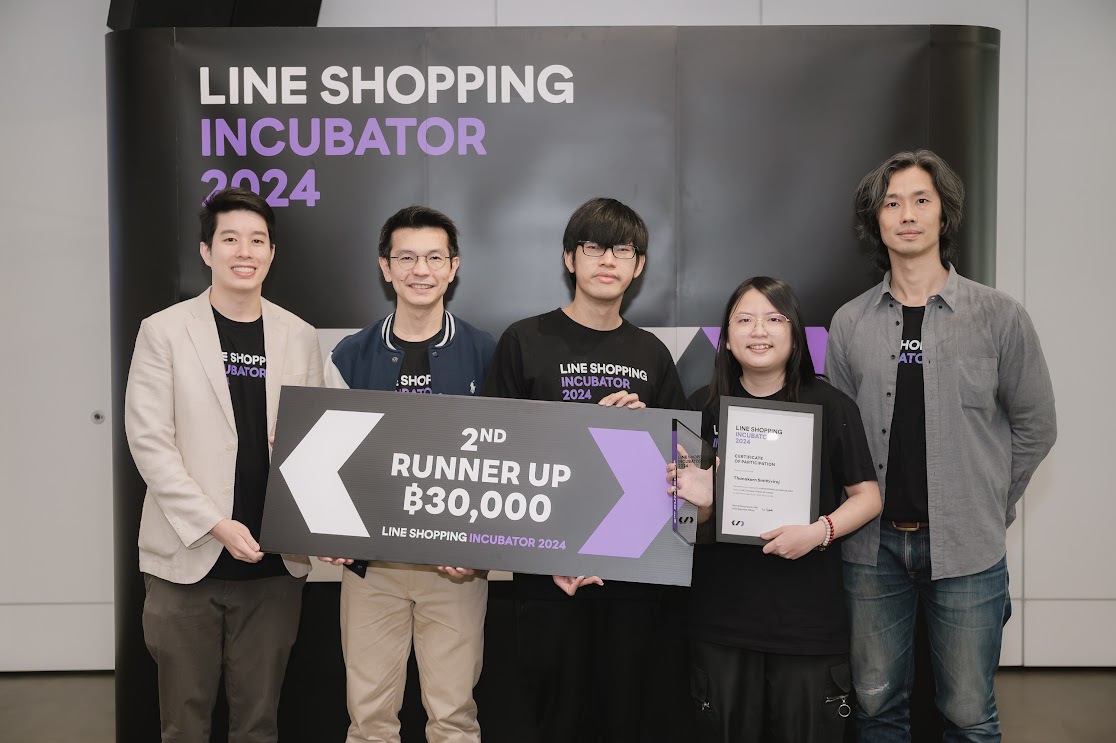 LINE SHOPPING
INCUBATOR
2024
LINE SHOPPING
INCUBATOR
2024
2ND
RUNNER UP
฿30,000
LINE SHOPPING INCUBATOR 2024
LINE SHOPPING
INCUBATOR
2024
CERTIFICATE
OF PARTICIPATION